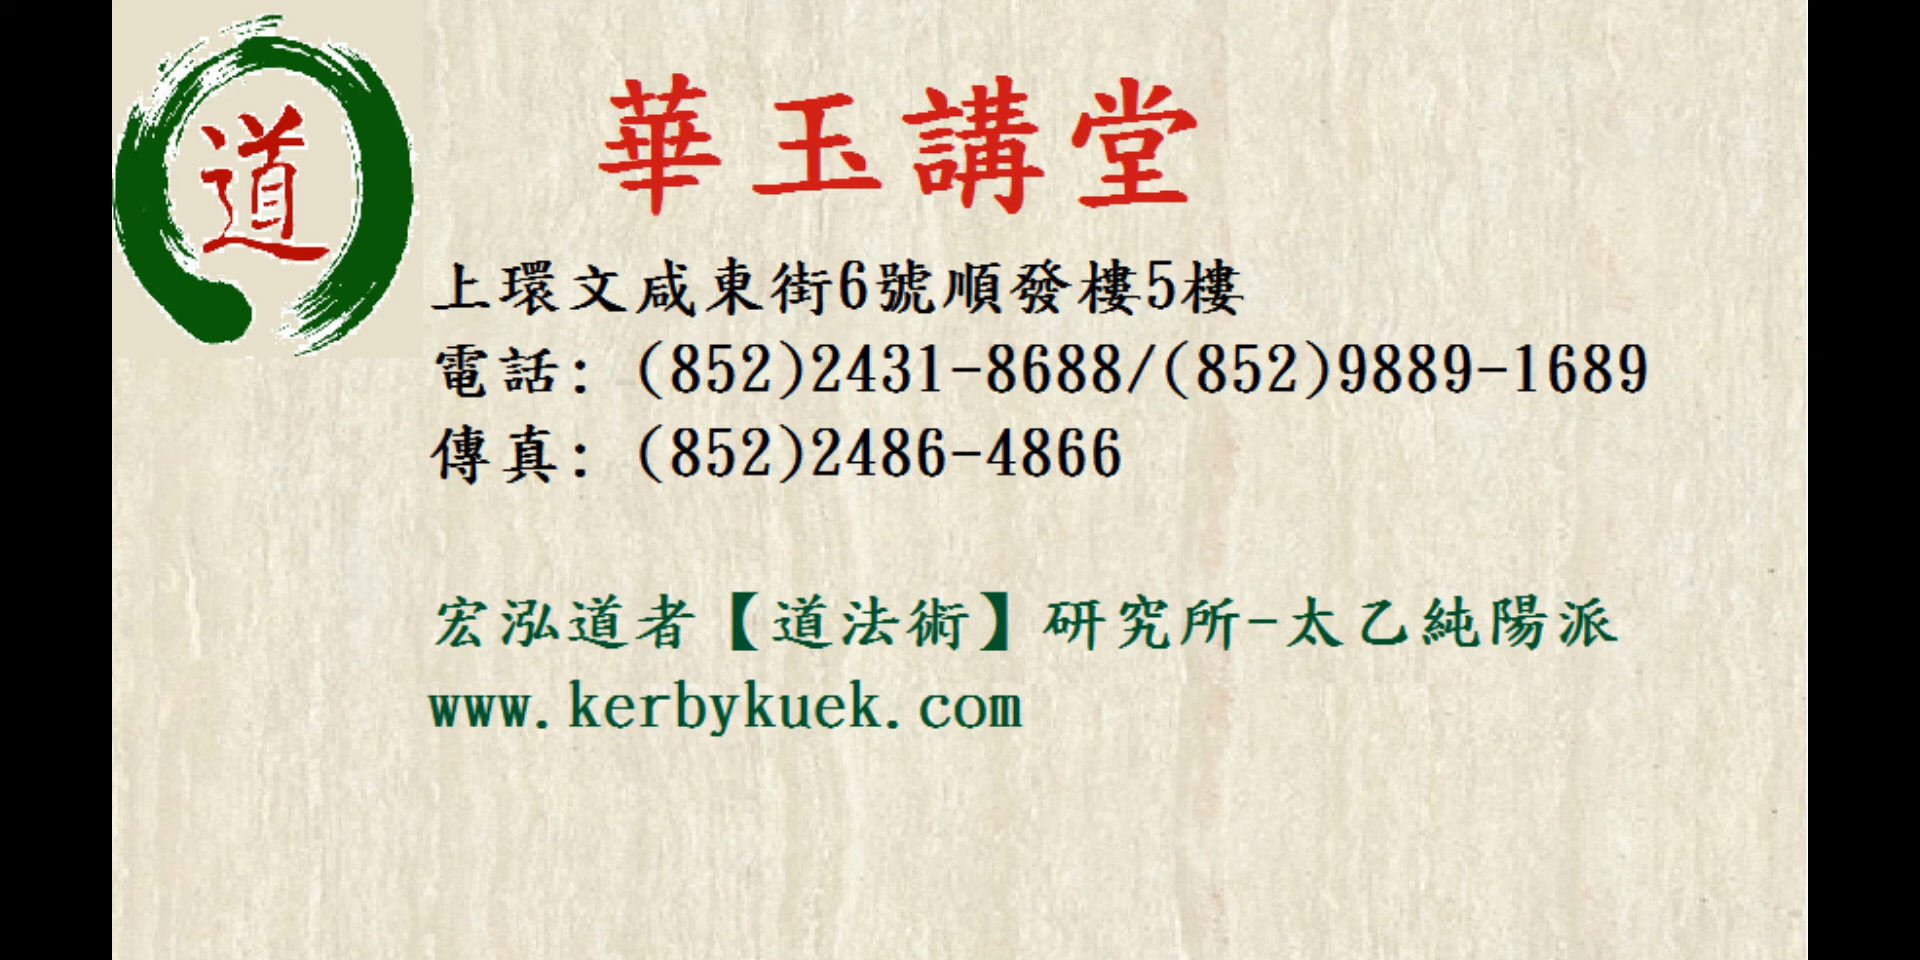 道
華玉講堂
上環文咸東街6號順發樓5樓
電話: (852)2431-8688/(852)9889-1689
傳真: (852)2486-4866
宏泓道者【道法術】研究所-太乙純陽派
www.kerbykuek.com